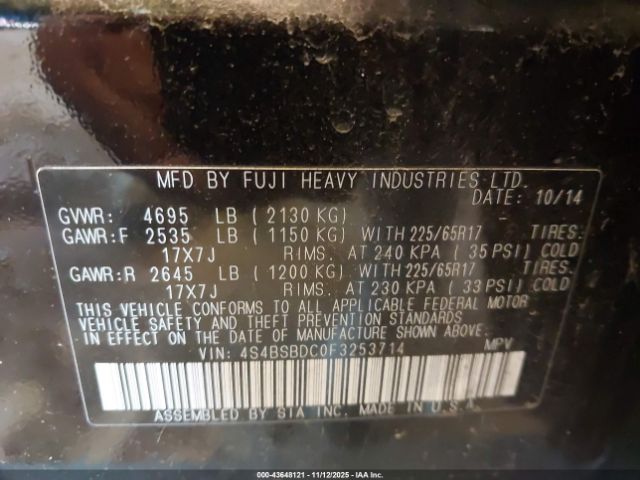 MFD BY FUJI HEAVY INDUSTRIES LTD.
DATE: 10/14
GVWR: 4695 LB (2130 KG)
GAWR:F 2535 LB (1150 KG) WITH 225/65R17 TIRES.
17X7J RIMS. AT 240 KPA (35 PSI) COLD
GAWR:R 2645 LB (1200 KG) WITH 225/65R17 TIRES.
17X7J RIMS. AT 230 KPA (33 PSI) COLD
THIS VEHICLE CONFORMS TO ALL APPLICABLE FEDERAL MOTOR
VEHICLE SAFETY AND THEFT PREVENTION STANDARDS
IN EFFECT ON THE DATE OF MANUFACTURE SHOWN ABOVE.
VIN: 4S4BSBDC0F3253714 MPV
ASSEMBLED BY SIA INC. MADE IN U.S.A.
000-43648121 - 11/12/2025 - IAA Inc.